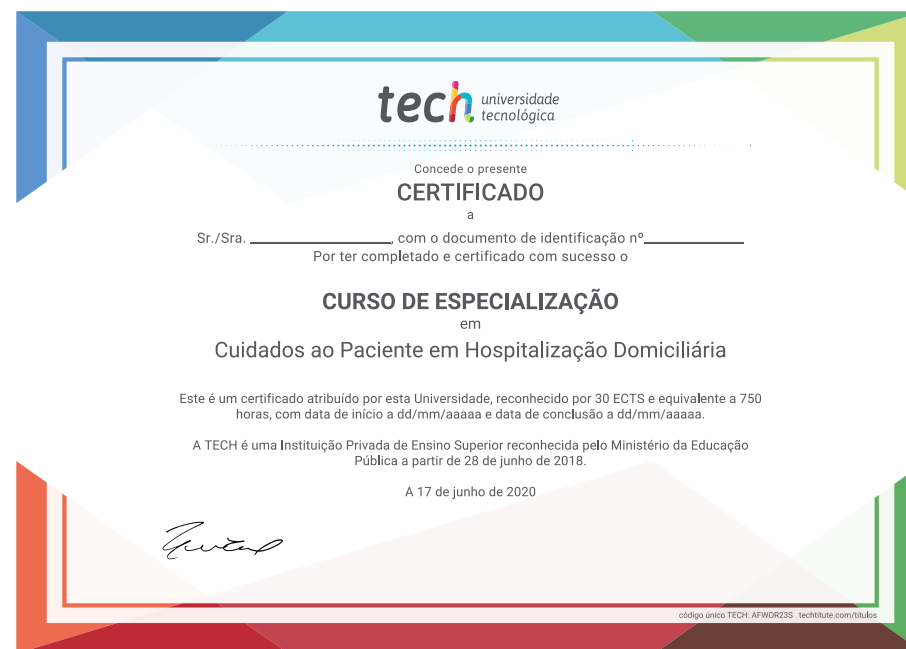 tech universidade
tecnológica
Concede o presente
CERTIFICADO
a
Sr./Sra. , com o documento de identificação nº
Por ter completado e certificado com sucesso o
CURSO DE ESPECIALIZAÇÃO
em
Cuidados ao Paciente em Hospitalização Domiciliária
Este é um certificado atribuído por esta Universidade, reconhecido por 30 ECTS e equivalente a 750
horas, com data de início a dd/mm/aaaaa e data de conclusão a dd/mm/aaaaa.
A TECH é uma Instituição Privada de Ensino Superior reconhecida pelo Ministério da Educação
Pública a partir de 28 de junho de 2018.
A 17 de junho de 2020
código único TECH: AFWOR23S techtitute.com/titulos